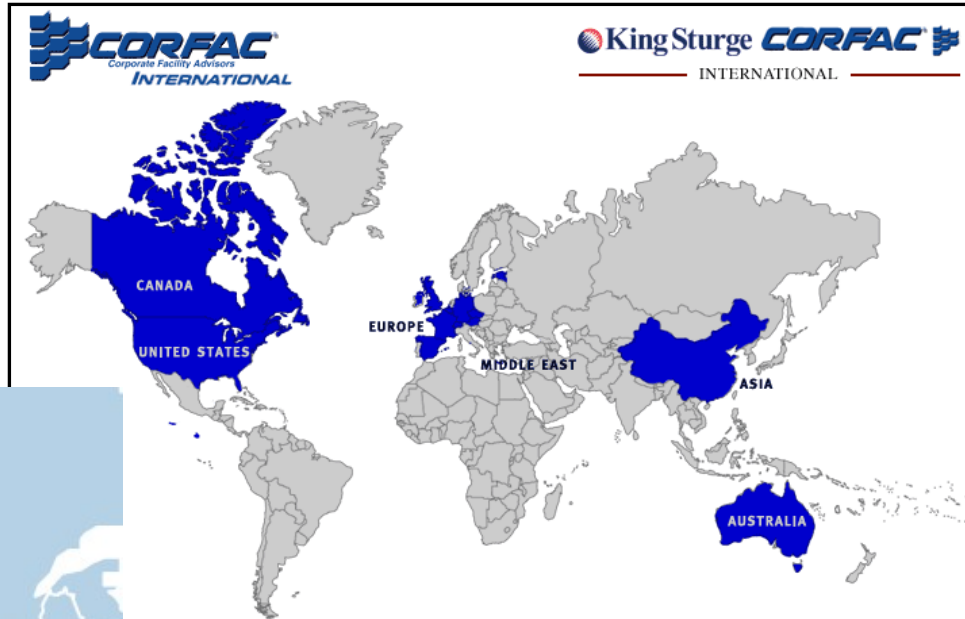 CORFAC
Corporate Facility Advisors
INTERNATIONAL
King Sturge CORFAC
INTERNATIONAL
CANADA
UNITED STATES
EUROPE
MIDDLE EAST
ASIA
AUSTRALIA